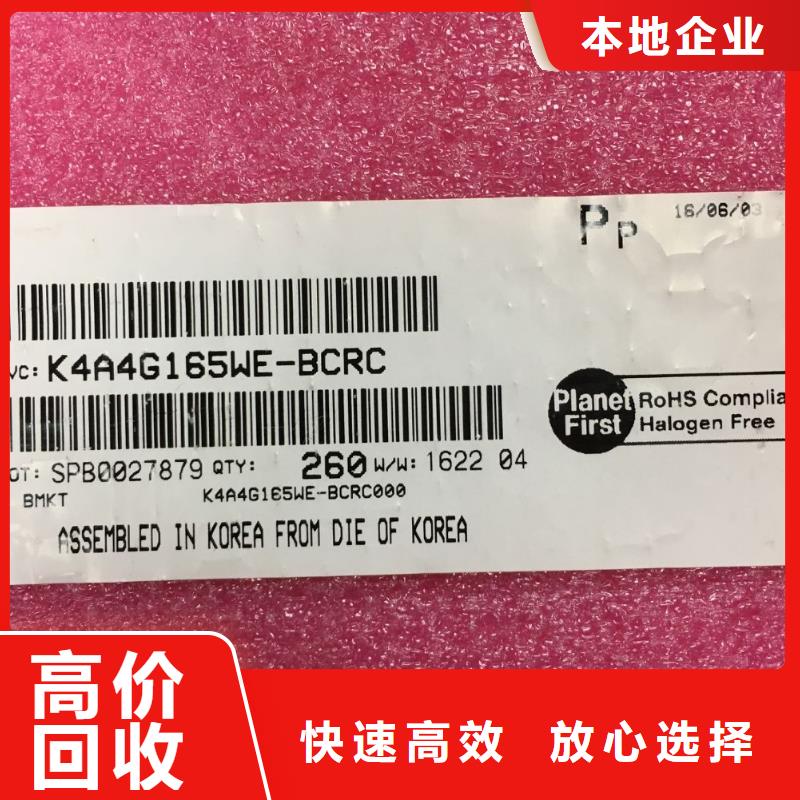 本地企业
Pp 16/06/03
VC: K4A4G165WE-BCRC
Planet First
RoHS Complia
Halogen Free
OT: SPB0027879 QTY: 260 W/W: 1622 04
BMKT K4A4G165WE-BCRC000
ASSEMBLED IN KOREA FROM DIE OF KOREA
高价
回收
快速高效 放心选择